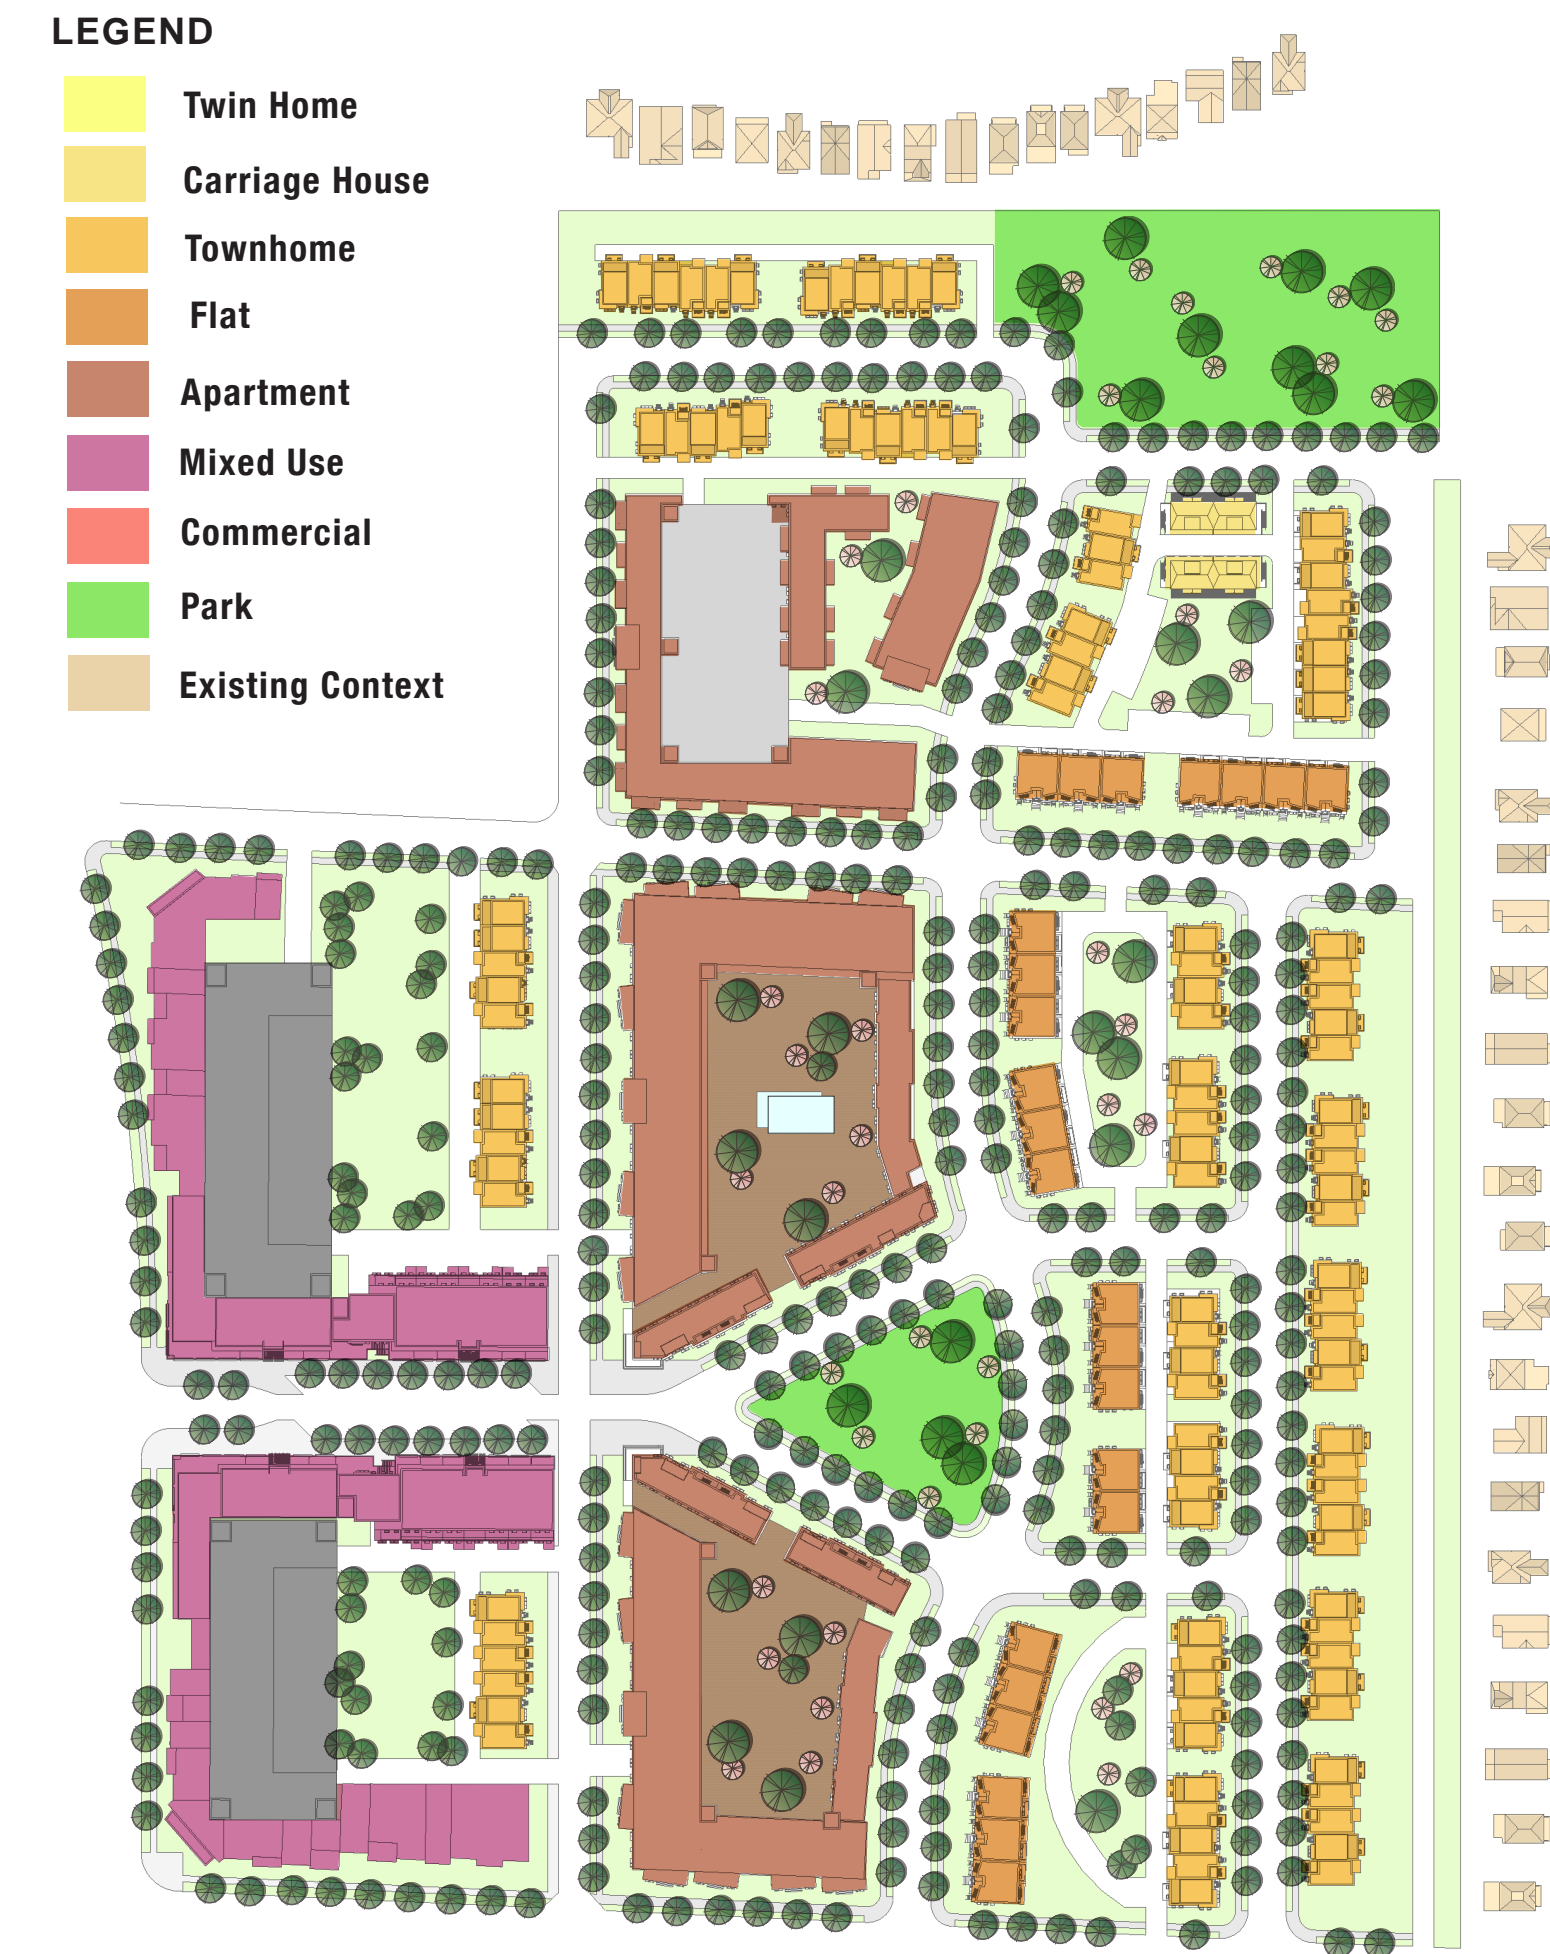 LEGEND
Twin Home
Carriage House
Townhome
Flat
Apartment
Mixed Use
Commercial
Park
Existing Context